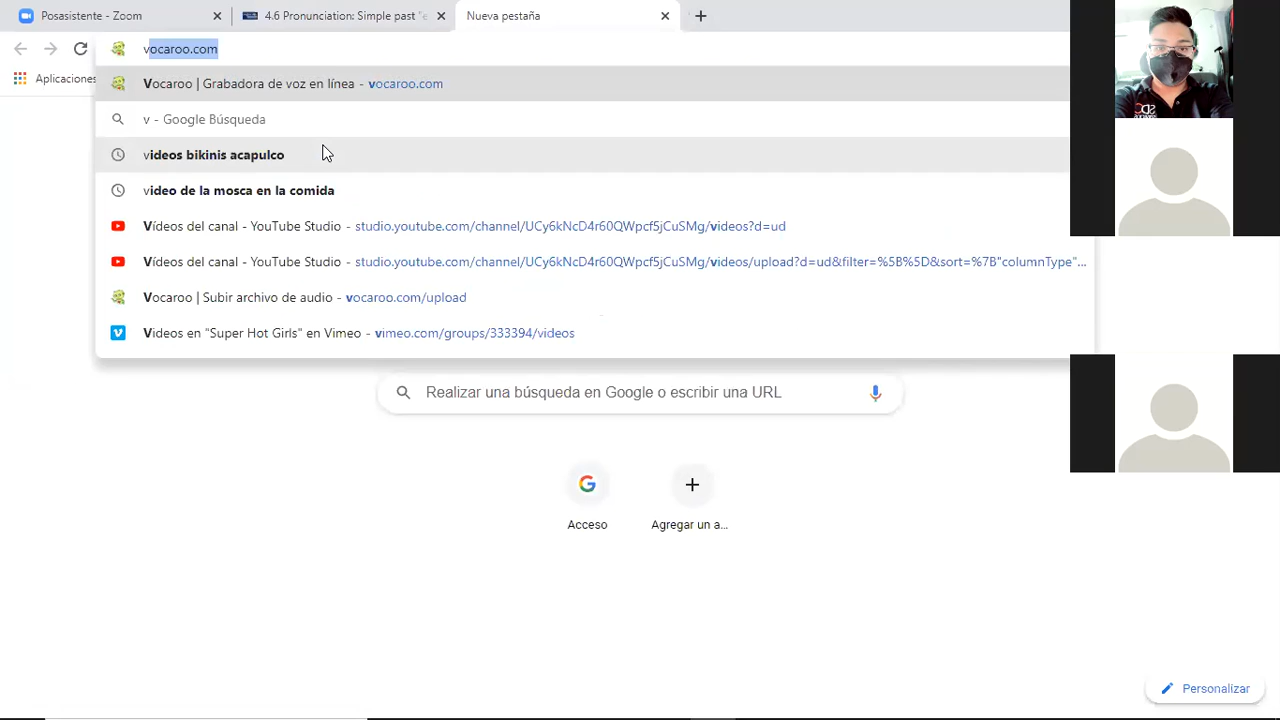 Posasistente - Zoom
4.6 Pronunciation: Simple past "e
Nueva pestaña
vocaroo.com
Aplicaciones
Vocaroo | Grabadora de voz en línea - vocaroo.com
v - Google Búsqueda
videos bikinis acapulco
video de la mosca en la comida
Vídeos del canal - YouTube Studio - studio.youtube.com/channel/UCy6kNcD4r60QWpcf5jCuSMg/videos?d=ud
Vídeos del canal - YouTube Studio - studio.youtube.com/channel/UCy6kNcD4r60QWpcf5jCuSMg/videos/upload?d=ud&filter=%5B%5D&sort=%7B"columnType"...
Vocaroo | Subir archivo de audio - vocaroo.com/upload
Videos en "Super Hot Girls" en Vimeo - vimeo.com/groups/333394/videos
Realizar una búsqueda en Google o escribir una URL
Acceso
Agregar un a...
Personalizar
SDC